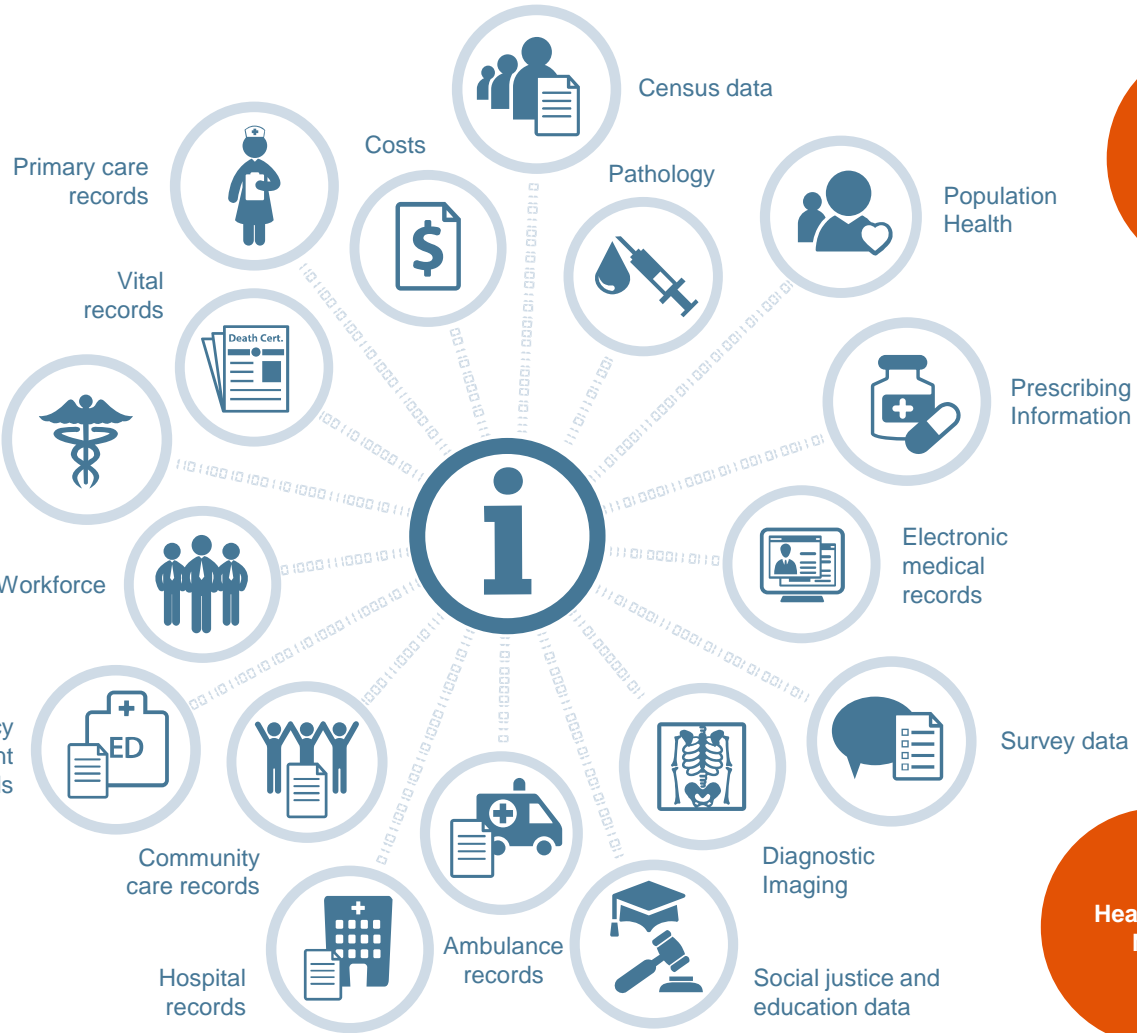 Census data
Costs
Primary care
records
Pathology
Population
Health
Vital
records
Death Cert.
$
Prescribing
Information
i
Electronic
medical
records
Workforce
ED
Survey data
Community
care records
Diagnostic
Imaging
Hospital
records
Ambulance
records
Social justice and
education data